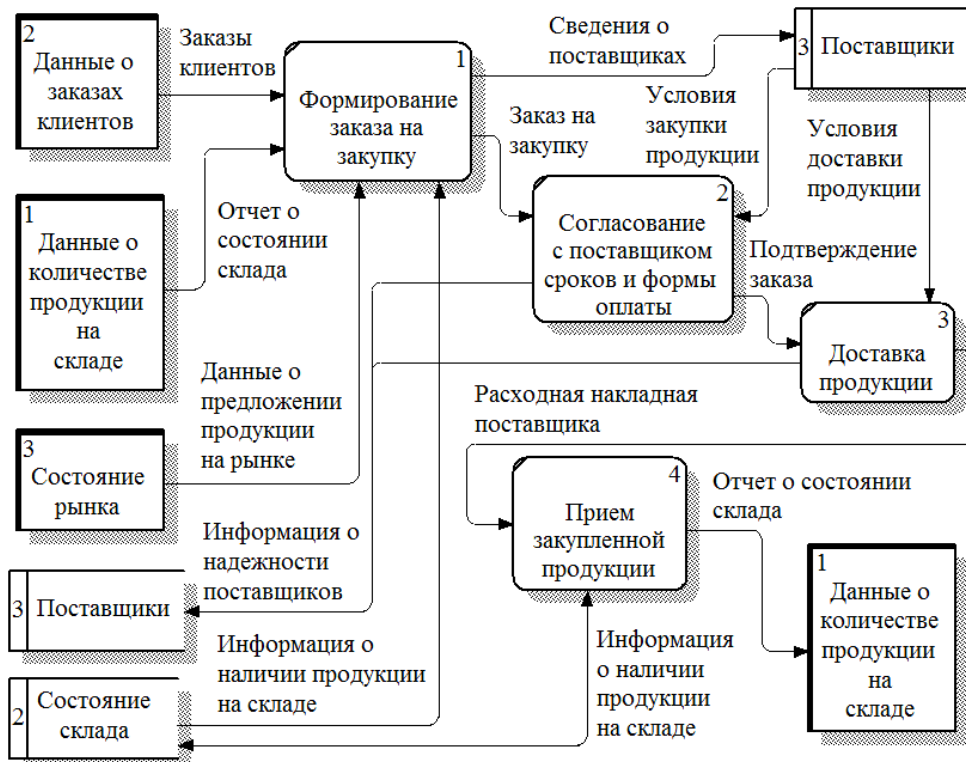 2
Данные о
заказах
клиентов
Заказы
клиентов
1
Формирование
заказа на
закупку
Сведения о
поставщиках
3
Поставщики
Заказ на
закупку
Условия
закупки
продукции
Условия
доставки
продукции
1
Данные о
количестве
продукции
на
складе
Отчет о
состоянии
склада
2
Согласование
с поставщиком
сроков и формы
оплаты
Подтверждение
заказа
3
Доставка
продукции
Данные о
предложении
продукции
на рынке
3
Состояние
рынка
Расходная накладная
поставщика
4
Прием
закупленной
продукции
Отчет о состоянии
склада
1
Данные о
количестве
продукции
на
складе
Информация о
надежности
поставщиков
3
Поставщики
Информация о
наличии продукции
на складе
2
Состояние
склада
Информация
о наличии
продукции
на складе